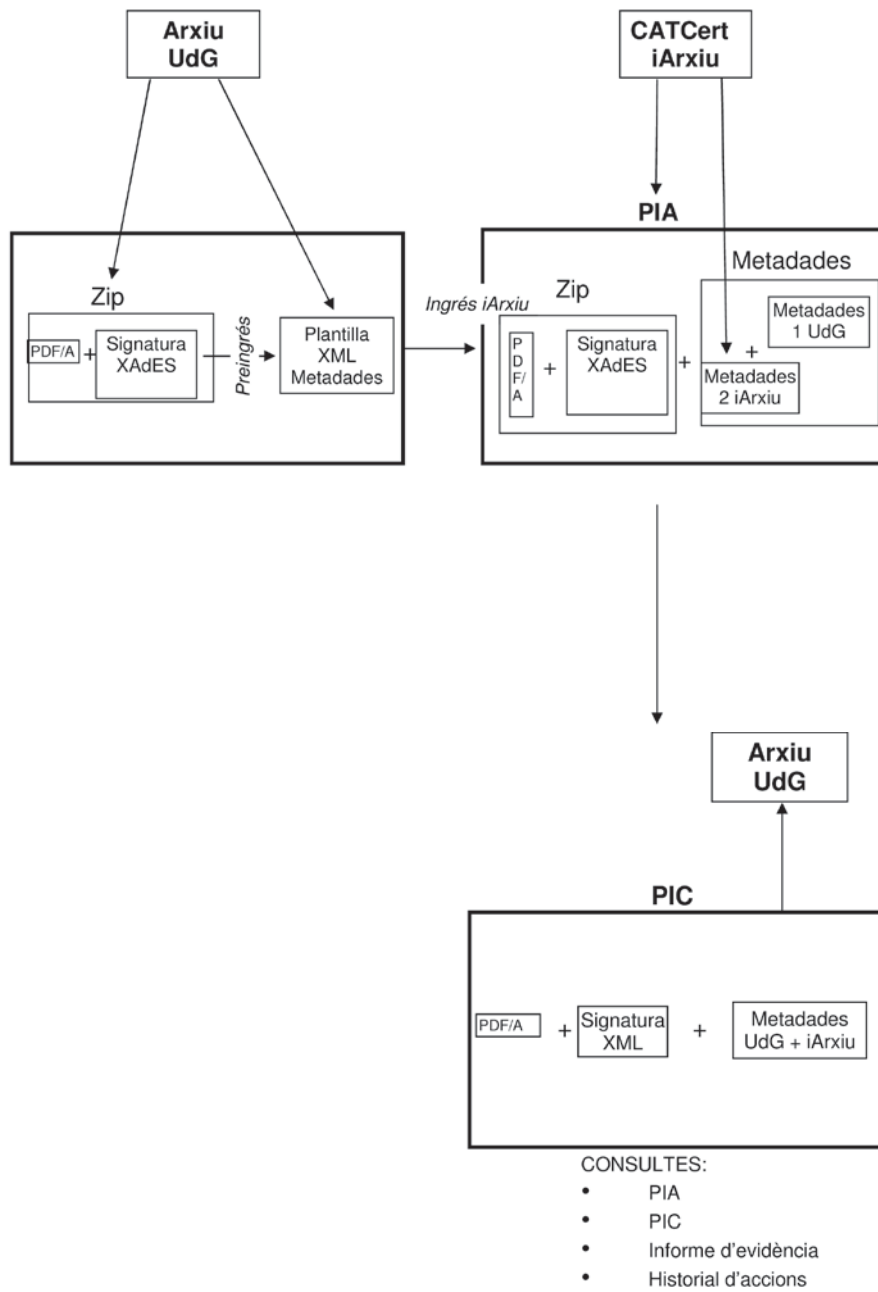 Arxiu
UdG
CATCert
iArxiu
Zip
PDF/A
+
Signatura
XAdES
Preingrés
Plantilla
XML
Metadades
Ingrés iArxiu
PIA
Zip
P
D
F/
A
+
Signatura
XAdES
+
Metadades
Metadades
1 UdG
+
Metadades
2 iArxiu
Arxiu
UdG
PIC
PDF/A
+
Signatura
XML
+
Metadades
UdG + iArxiu
CONSULTES:
• PIA
• PIC
• Informe d'evidència
• Historial d'accions